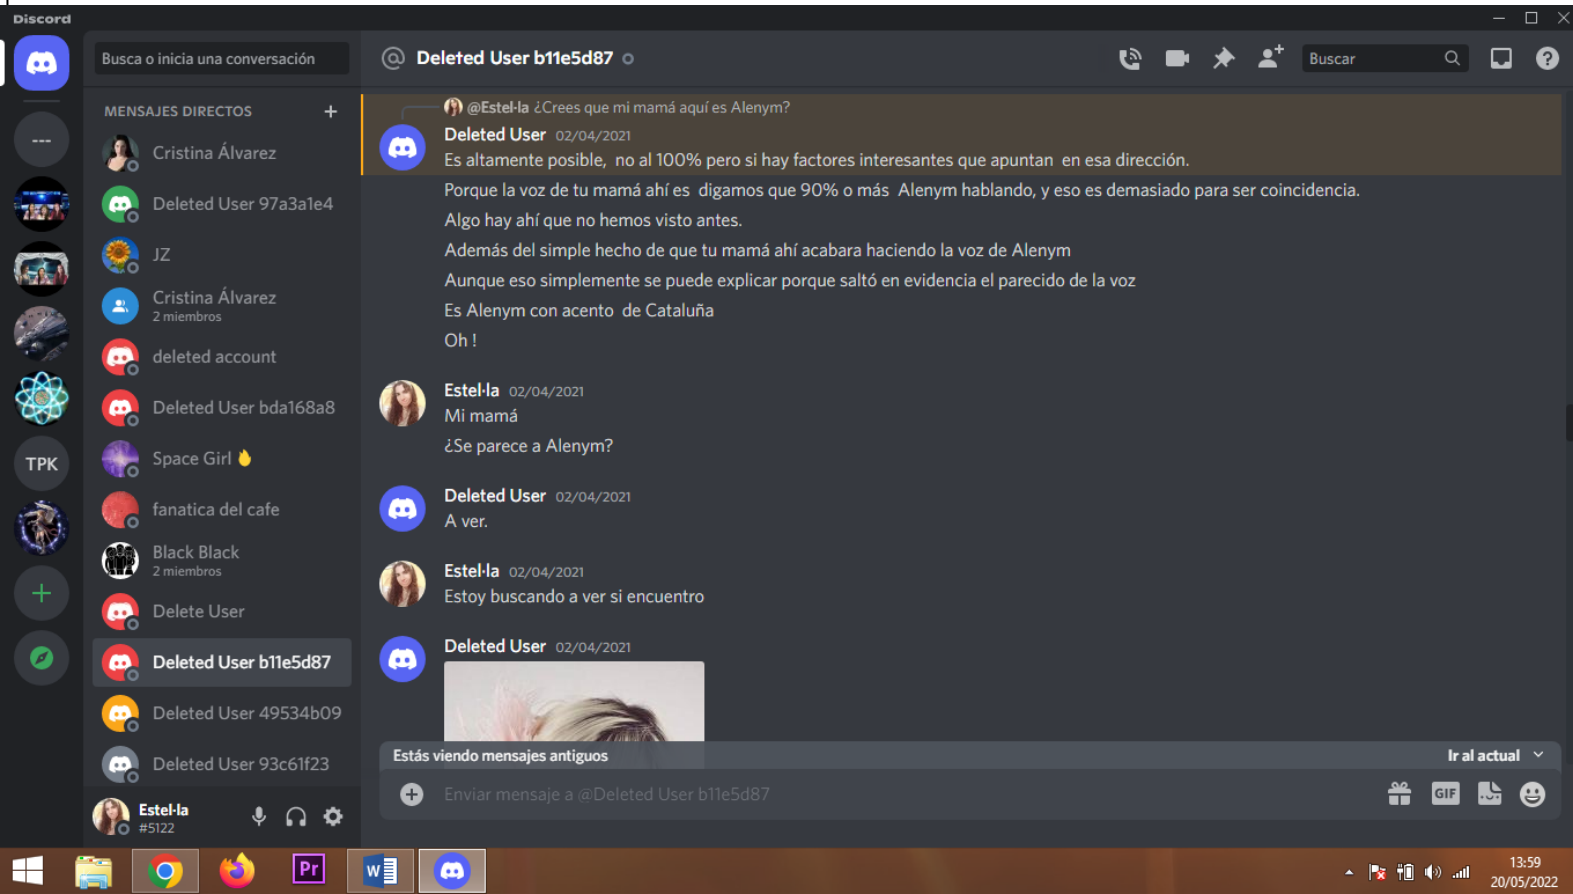 Discord
Busca o inicia una conversación
MENSAJES DIRECTOS
Cristina Álvarez
Deleted User 97a3a1e4
JZ
Cristina Álvarez
2 miembros
deleted account
Deleted User bda168a8
Space Girl
fanatica del cafe
Black Black
2 miembros
Delete User
Deleted User b11e5d87
Deleted User 49534b09
Deleted User 93c61f23
Estel·la
#5122
---
TPK
Deleted User b11e5d87
Buscar
@Estel·la ¿Crees que mi mamá aquí es Alenym?
Deleted User 02/04/2021
Es altamente posible, no al 100% pero si hay factores interesantes que apuntan en esa dirección.
Porque la voz de tu mamá ahí es digamos que 90% o más Alenym hablando, y eso es demasiado para ser coincidencia.
Algo hay ahí que no hemos visto antes.
Además del simple hecho de que tu mamá ahí acabara haciendo la voz de Alenym
Aunque eso simplemente se puede explicar porque saltó en evidencia el parecido de la voz
Es Alenym con acento de Cataluña
Oh !
Estel·la 02/04/2021
Mi mamá
¿Se parece a Alenym?
Deleted User 02/04/2021
A ver.
Estel·la 02/04/2021
Estoy buscando a ver si encuentro
Deleted User 02/04/2021
Estás viendo mensajes antiguos
Ir al actual
Enviar mensaje a @Deleted User b11e5d87
GIF
Pr
W
13:59
20/05/2022